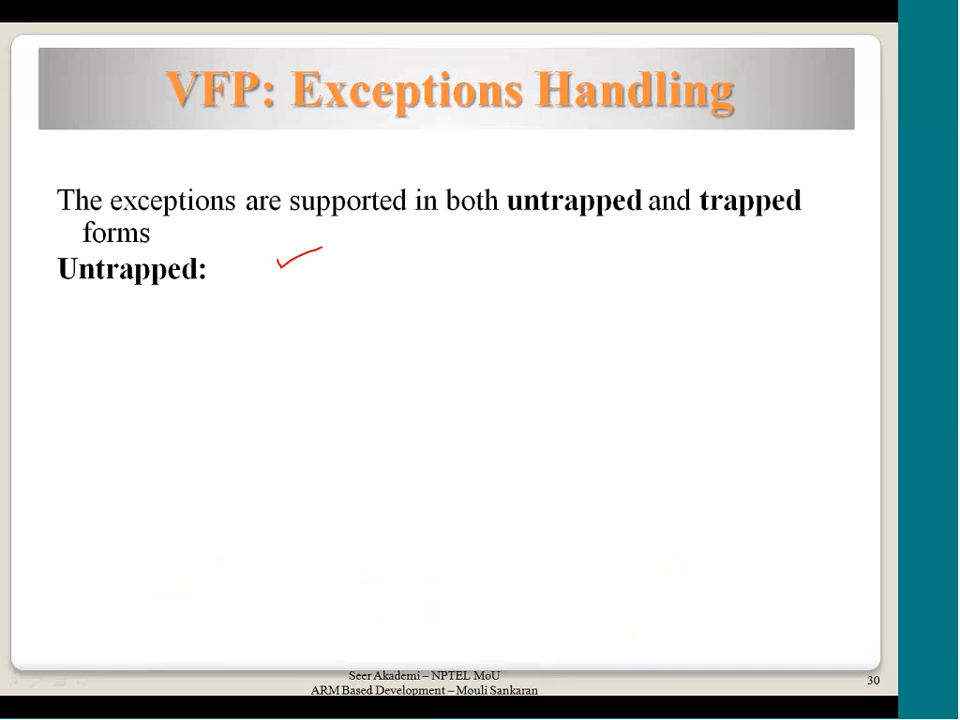 VFP: Exceptions Handling
The exceptions are supported in both untrapped and trapped
forms
Untrapped:
Seer Akademi – NPTEL MoU
ARM Based Development – Mouli Sankaran
30